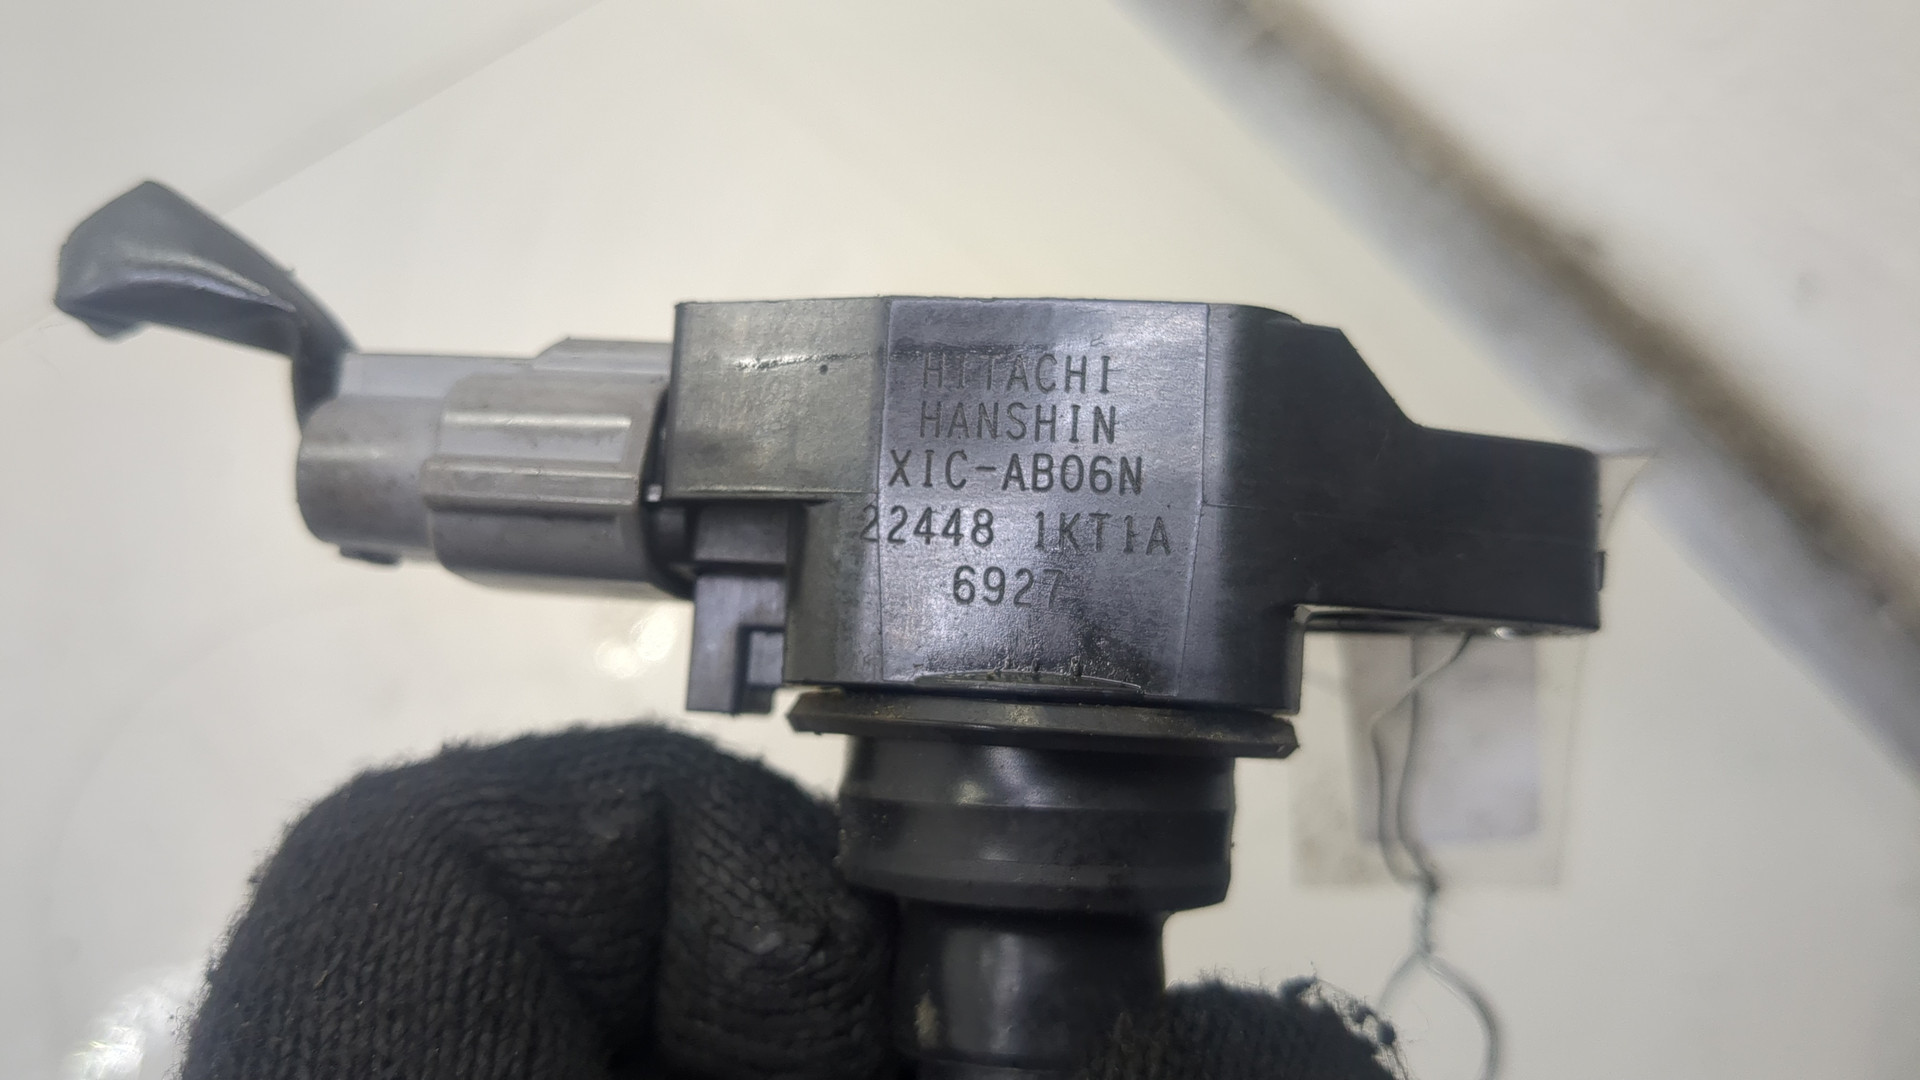 HITACHI
HANSHIN
XIC-AB06N
22448 1KT1A
6927